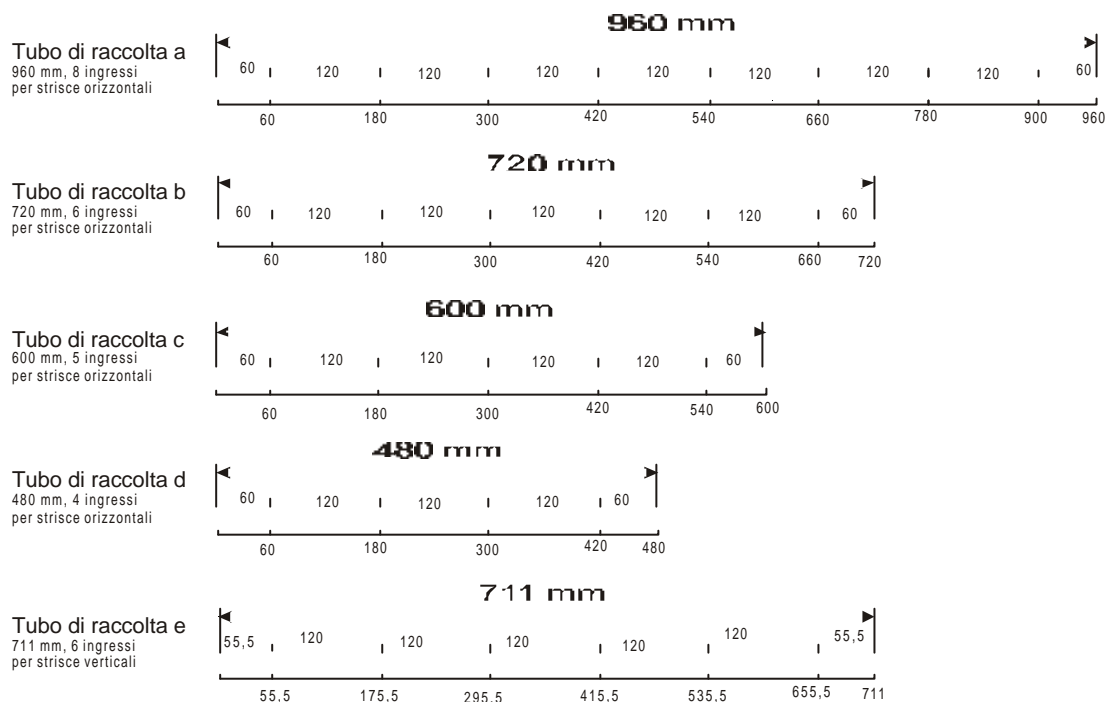 960 mm
Tubo di raccolta a
960 mm, 8 ingressi
per strisce orizzontali
60 120 120 120 120 120 120 120 60
60 180 300 420 540 660 780 900 960
720 mm
Tubo di raccolta b
720 mm, 6 ingressi
per strisce orizzontali
60 120 120 120 120 120 60
60 180 300 420 540 660 720
600 mm
Tubo di raccolta c
600 mm, 5 ingressi
per strisce orizzontali
60 120 120 120 120 60
60 180 300 420 540 600
480 mm
Tubo di raccolta d
480 mm, 4 ingressi
per strisce orizzontali
60 120 120 120 60
60 180 300 420 480
711 mm
Tubo di raccolta e
711 mm, 6 ingressi
per strisce verticali
55,5 120 120 120 120 120 55,5
55,5 175,5 295,5 415,5 535,5 655,5 711